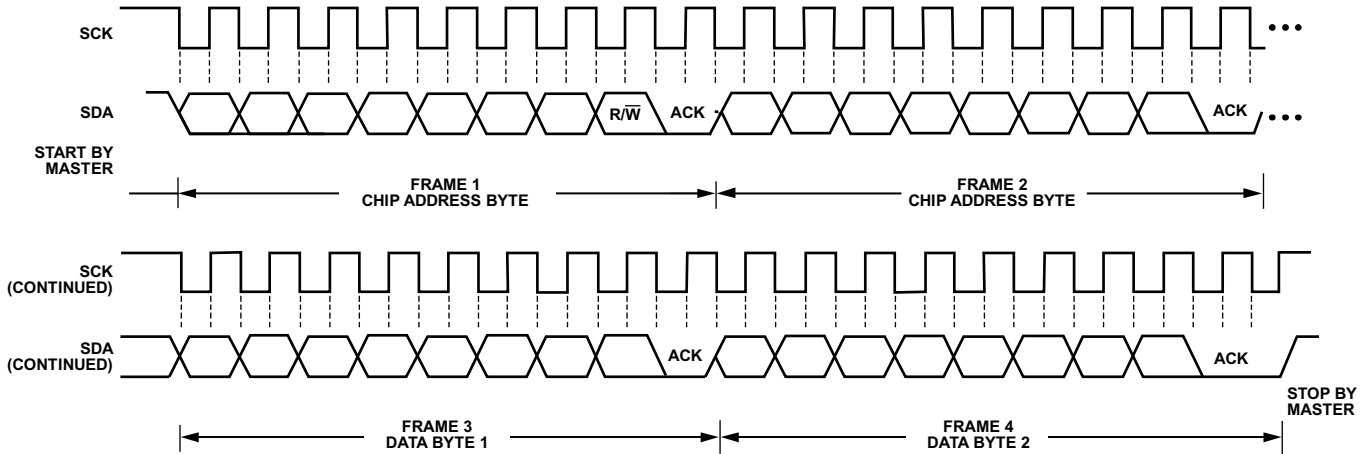 SCK
SDA
R/W̅
ACK
ACK
START BY
MASTER
FRAME 1
CHIP ADDRESS BYTE
FRAME 2
CHIP ADDRESS BYTE
SCK
(CONTINUED)
SDA
(CONTINUED)
ACK
ACK
STOP BY
MASTER
FRAME 3
DATA BYTE 1
FRAME 4
DATA BYTE 2